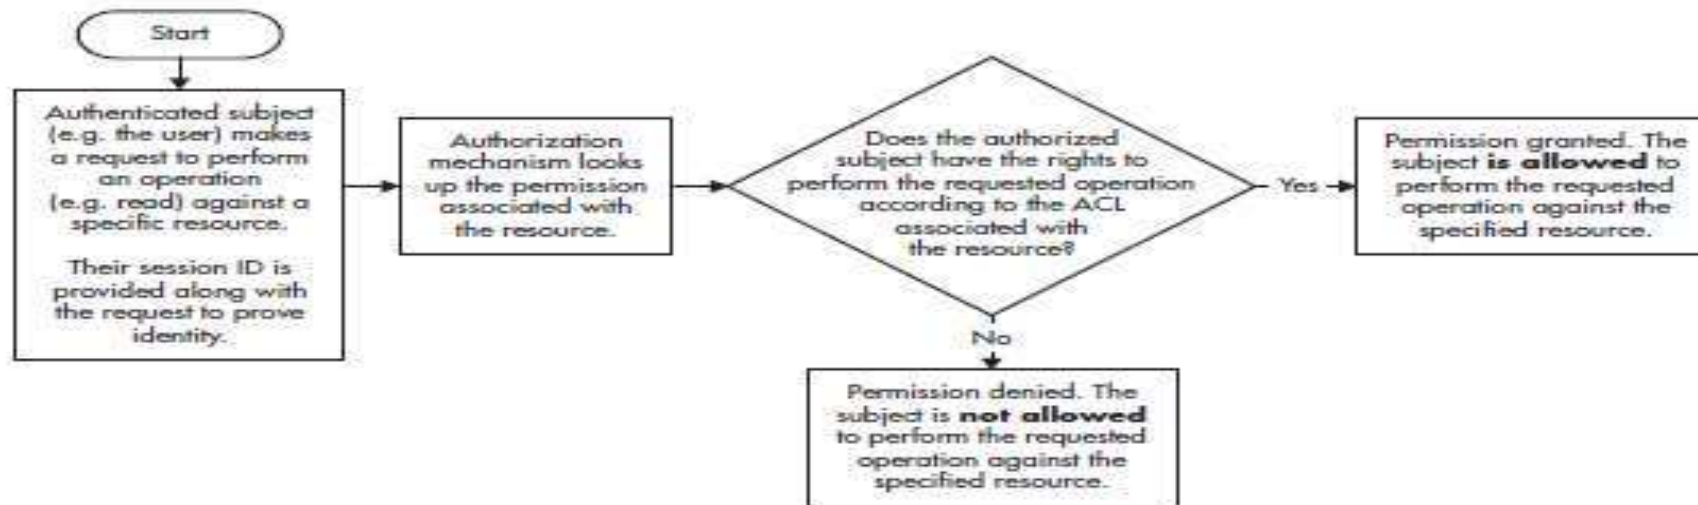 Start
Authenticated subject
(e.g. the user) makes
a request to perform
an operation
(e.g. read) against a
specific resource.
Their session ID is
provided along with
the request to prove
identity.
Authorization
mechanism looks
up the permission
associated with
the resource.
Does the authorized
subject have the rights to
perform the requested operation
according to the ACL
associated with
the resource?
Yes
Permission granted. The
subject is allowed to
perform the requested
operation against the
specified resource.
No
Permission denied. The
subject is not allowed
to perform the requested
operation against the
specified resource.